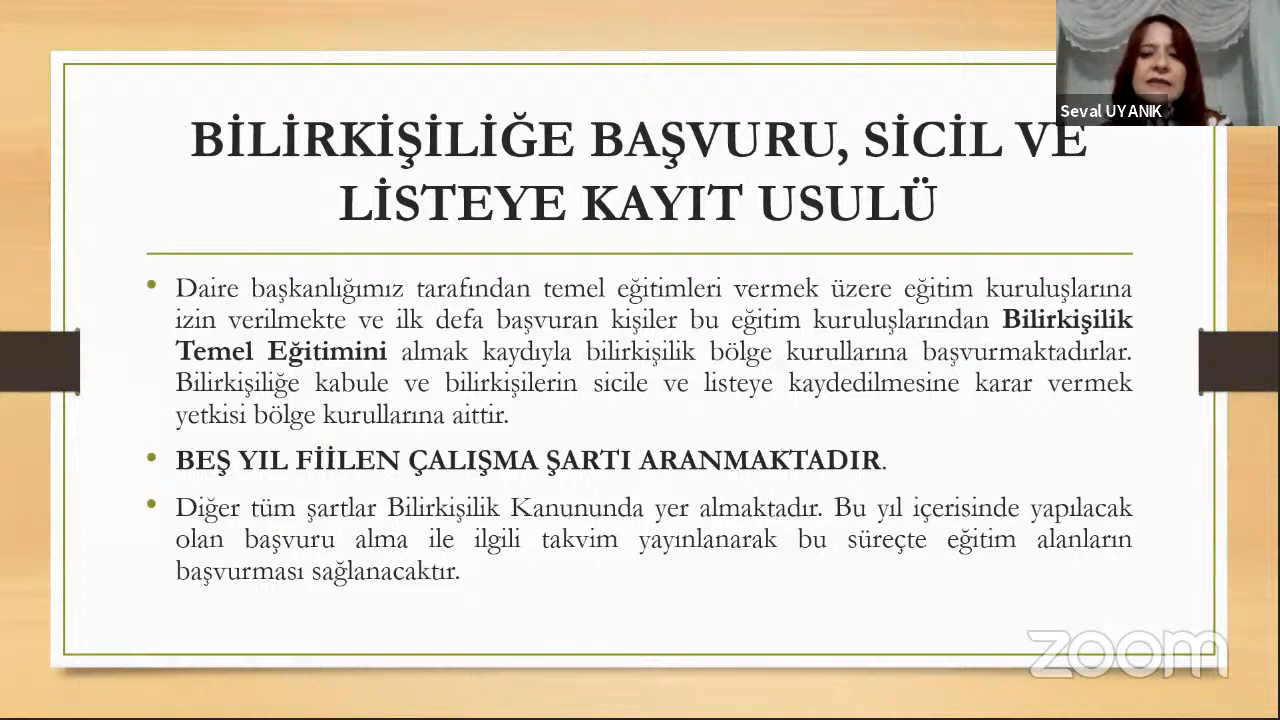 Seval UYANIK
BİLİRKİŞİLİĞE BAŞVURU, SİCİL VE
LİSTEYE KAYIT USULÜ
• Daire başkanlığımız tarafından temel eğitimleri vermek üzere eğitim kuruluşlarına
izin verilmekte ve ilk defa başvuran kişiler bu eğitim kuruluşlarından Bilirkişilik
Temel Eğitimini almak kaydıyla bilirkişilik bölge kurullarına başvurmaktadırlar.
Bilirkişiliğe kabule ve bilirkişilerin sicile ve listeye kaydedilmesine karar vermek
yetkisi bölge kurullarına aittir.
• BEŞ YIL FİİLEN ÇALIŞMA ŞARTI ARANMAKTADIR.
• Diğer tüm şartlar Bilirkişilik Kanununda yer almaktadır. Bu yıl içerisinde yapılacak
olan başvuru alma ile ilgili takvim yayınlanarak bu süreçte eğitim alanların
başvurması sağlanacaktır.
zoom